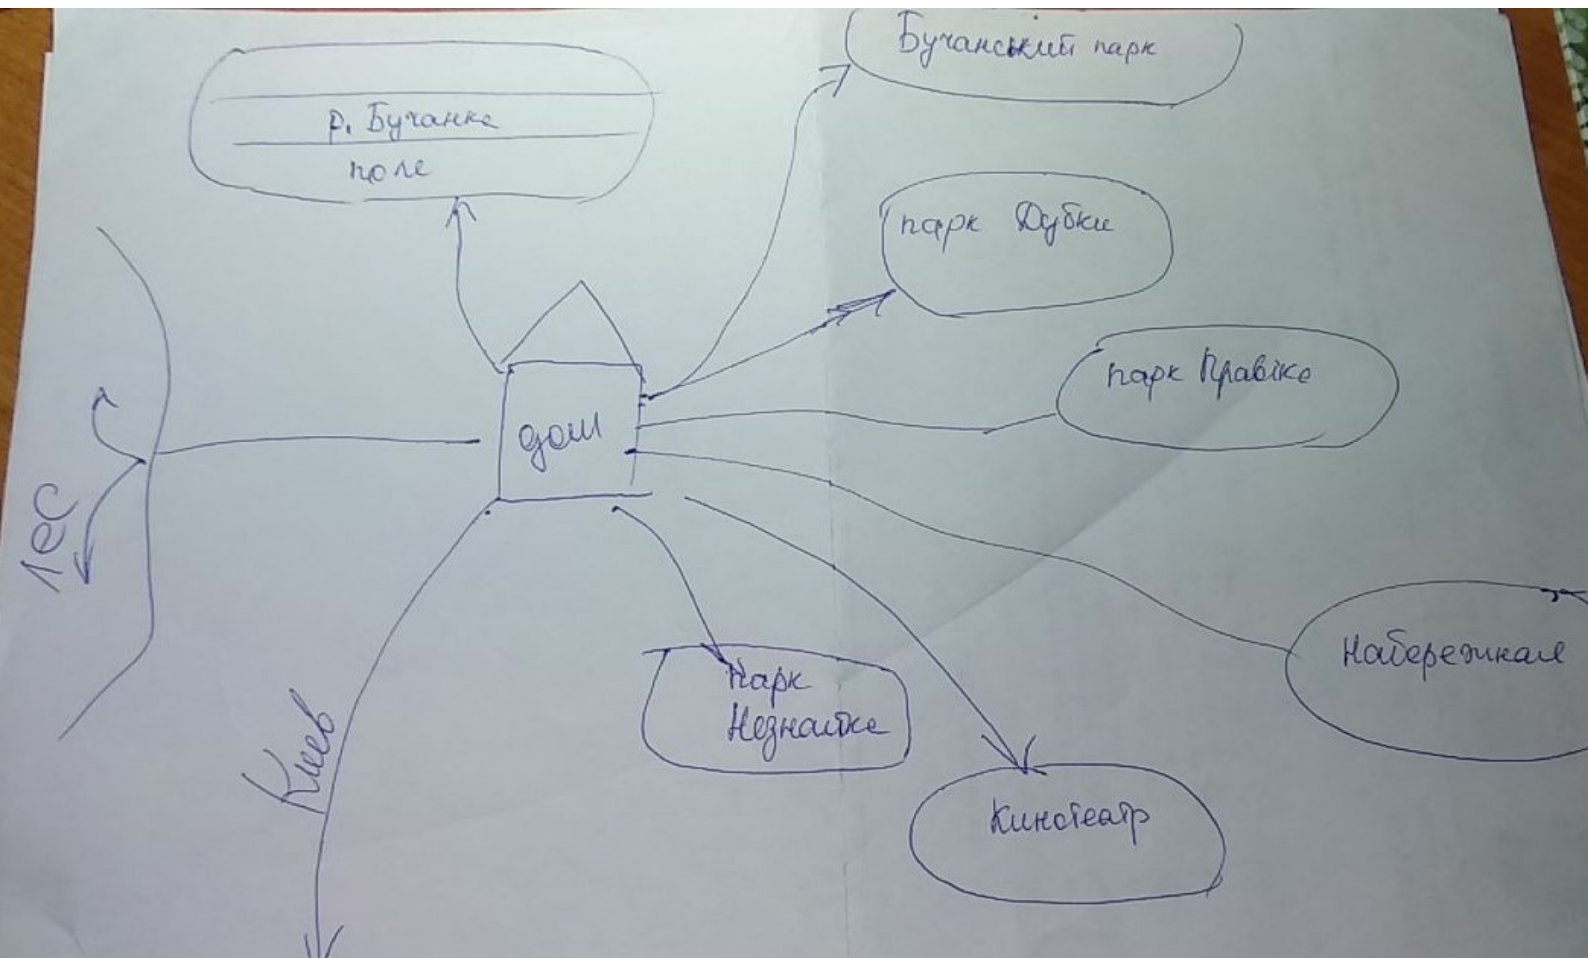 Бучанський парк
р. Бучанка
поле
парк Дубки
парк Правіка
дом
лес
Набережная
парк
Незнайка
Киев
Кинотеатр